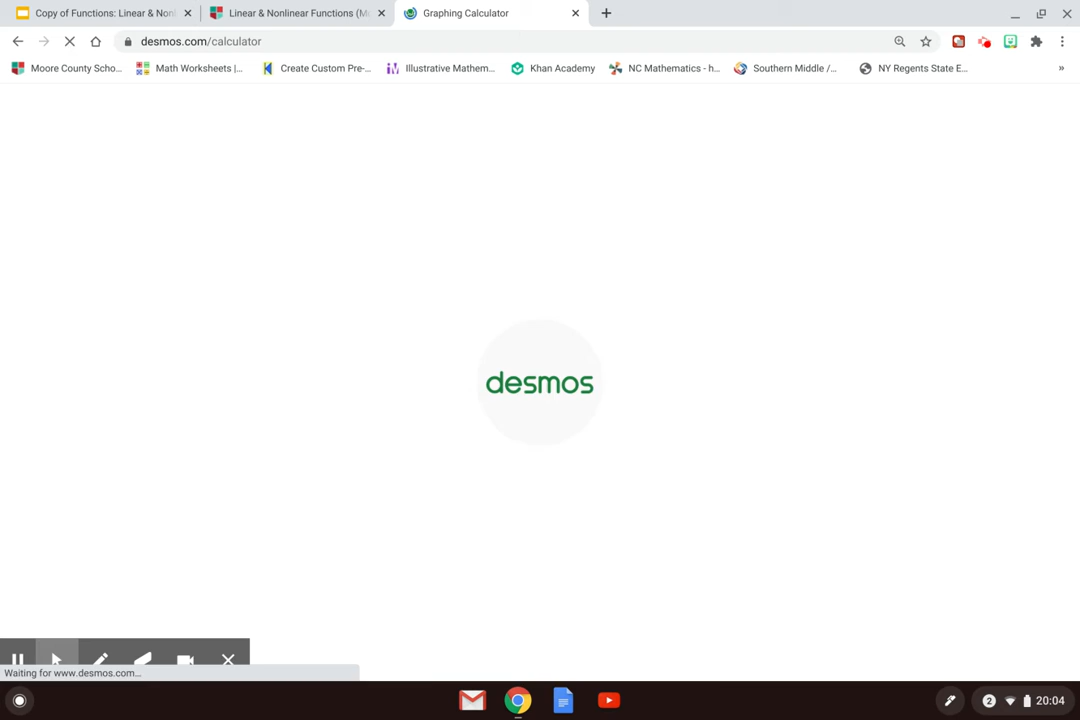 Copy of Functions: Linear & Nonl
Linear & Nonlinear Functions (Mo
Graphing Calculator
desmos.com/calculator
Moore County Scho...
Math Worksheets |...
Create Custom Pre-...
Illustrative Mathem...
Khan Academy
NC Mathematics - h...
Southern Middle /...
NY Regents State E...
»
desmos
Waiting for www.desmos.com...
2
20:04